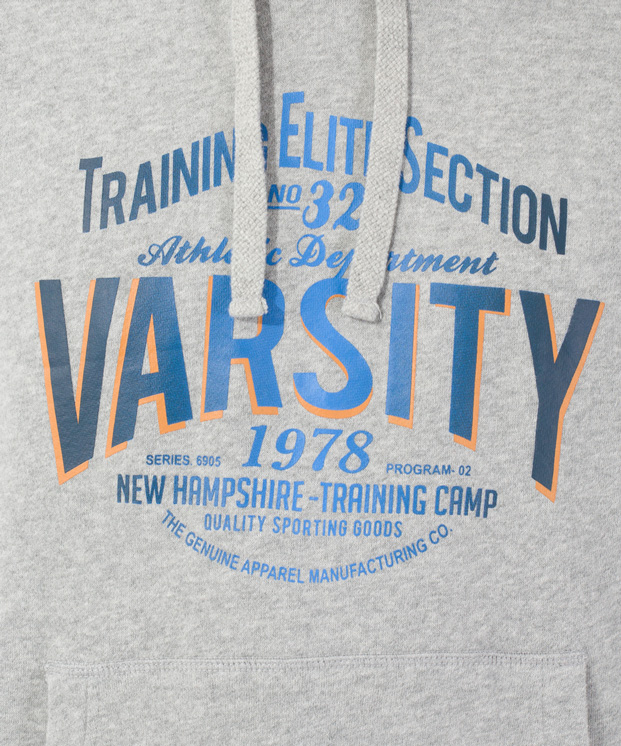 TRAINING ELITE SECTION
NO 32
Athletic Department
VARSITY
1978
SERIES. 6905 PROGRAM- 02
NEW HAMPSHIRE-TRAINING CAMP
QUALITY SPORTING GOODS
THE GENUINE APPAREL MANUFACTURING CO.